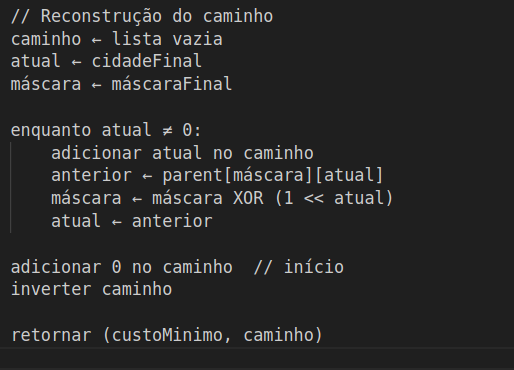 // Reconstrução do caminho
caminho ← lista vazia
atual ← cidadeFinal
máscara ← máscaraFinal
enquanto atual ≠ 0:
adicionar atual no caminho
anterior ← parent[máscara][atual]
máscara ← máscara XOR (1 << atual)
atual ← anterior
adicionar 0 no caminho  // início
inverter caminho
retornar (custoMinimo, caminho)